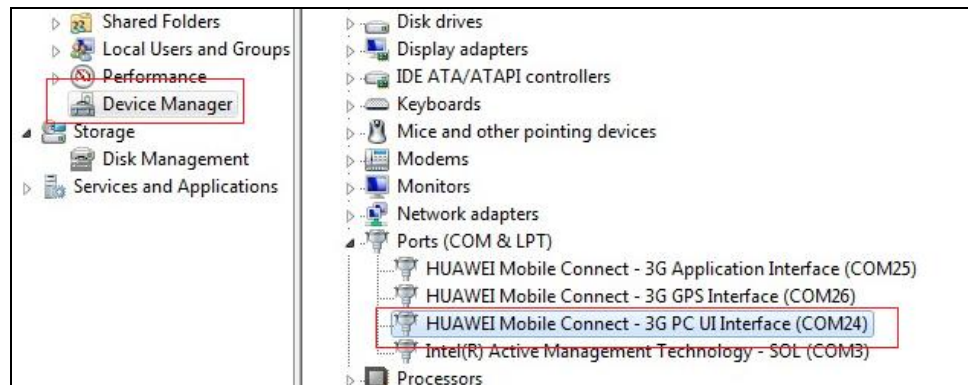 Shared Folders
Local Users and Groups
Performance
Device Manager
Storage
Disk Management
Services and Applications
Disk drives
Display adapters
IDE ATA/ATAPI controllers
Keyboards
Mice and other pointing devices
Modems
Monitors
Network adapters
Ports (COM & LPT)
HUAWEI Mobile Connect - 3G Application Interface (COM25)
HUAWEI Mobile Connect - 3G GPS Interface (COM26)
HUAWEI Mobile Connect - 3G PC UI Interface (COM24)
Intel(R) Active Management Technology - SOL (COM3)
Processors